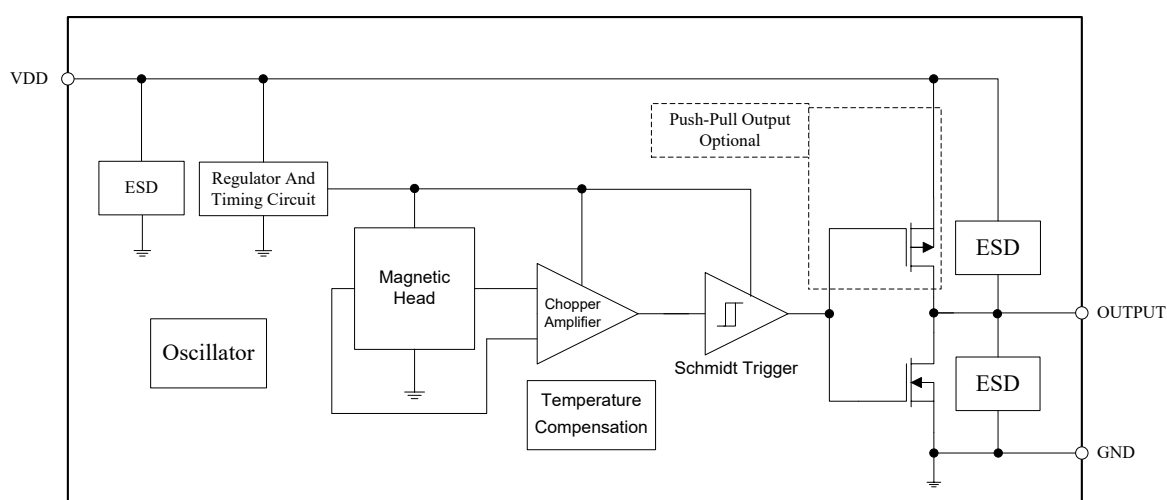 VDD
Push-Pull Output
Optional
ESD
Regulator And
Timing Circuit
ESD
Magnetic
Head
Chopper
Amplifier
OUTPUT
Oscillator
Schmidt Trigger
ESD
Temperature
Compensation
GND